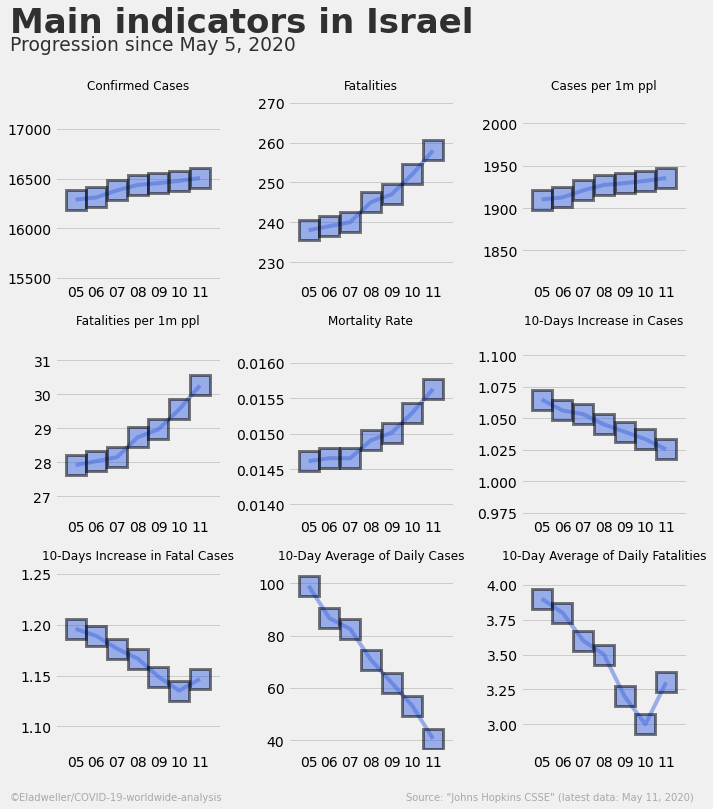 Main indicators in Israel
Progression since May 5, 2020
Confirmed Cases
17000
16500
16000
15500
05 06 07 08 09 10 11
Fatalities
270
260
250
240
230
05 06 07 08 09 10 11
Cases per 1m ppl
2000
1950
1900
1850
05 06 07 08 09 10 11
Fatalities per 1m ppl
31
30
29
28
27
05 06 07 08 09 10 11
Mortality Rate
0.0160
0.0155
0.0150
0.0145
0.0140
05 06 07 08 09 10 11
10-Days Increase in Cases
1.100
1.075
1.050
1.025
1.000
0.975
05 06 07 08 09 10 11
10-Days Increase in Fatal Cases
1.25
1.20
1.15
1.10
05 06 07 08 09 10 11
10-Day Average of Daily Cases
100
80
60
40
05 06 07 08 09 10 11
10-Day Average of Daily Fatalities
4.00
3.75
3.50
3.25
3.00
05 06 07 08 09 10 11
©Eladweller/COVID-19-worldwide-analysis
Source: "Johns Hopkins CSSE" (latest data: May 11, 2020)